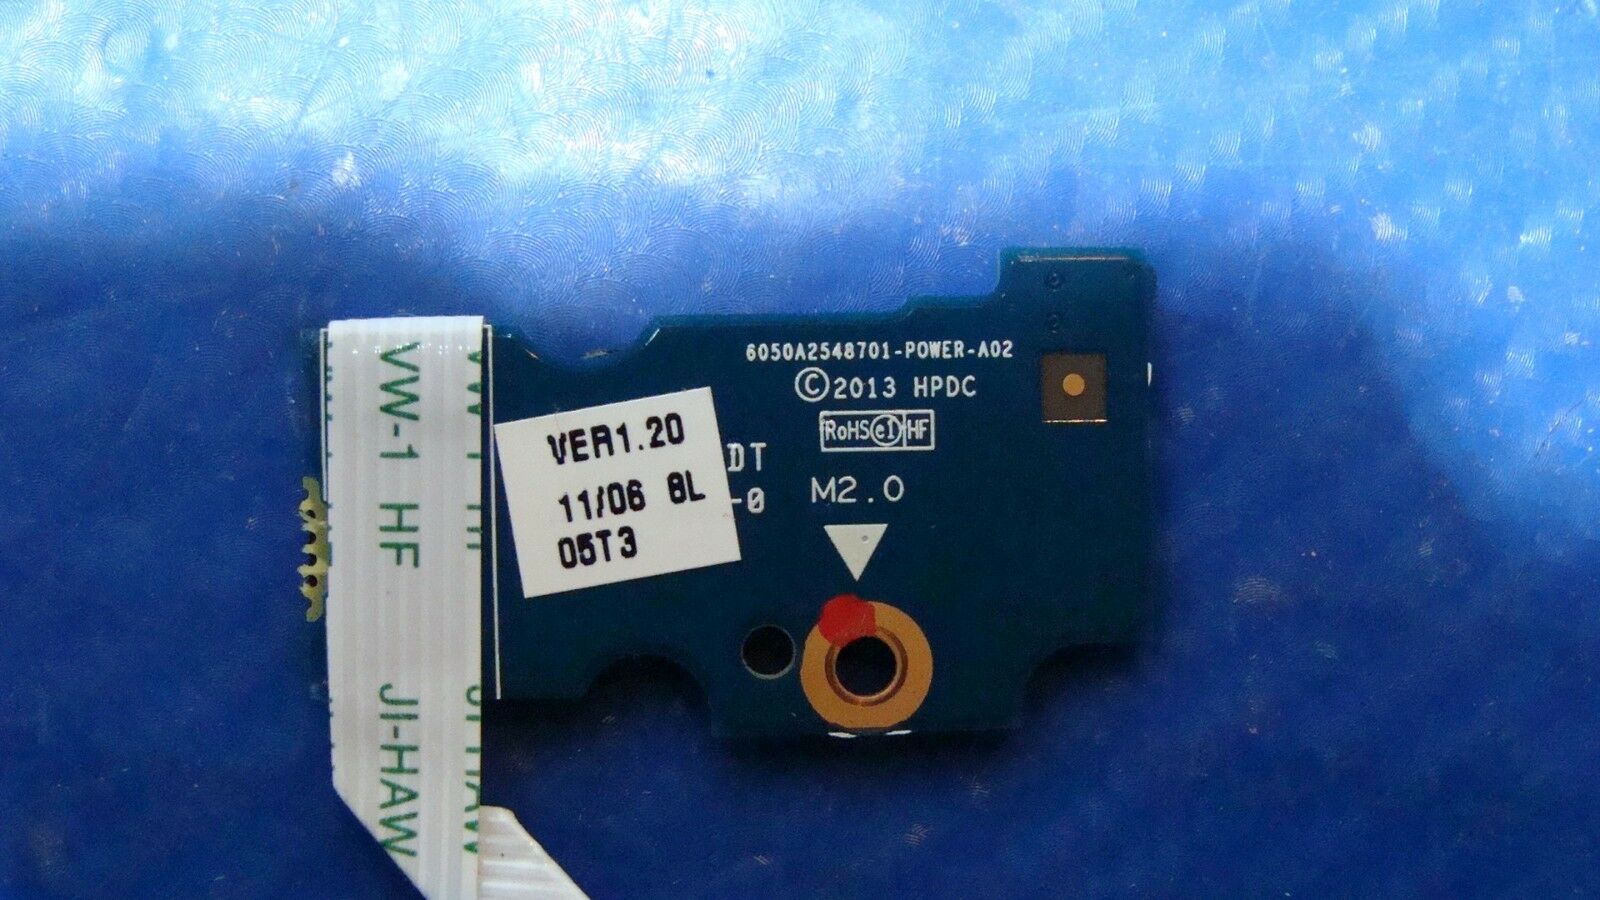 6050A2548701-POWER-A02
©2013 HPDC
RoHS e1 HF
M2.0
DT
-0
VER1.20
11/06 8L
05T3
VW-1 HF JI-HAW